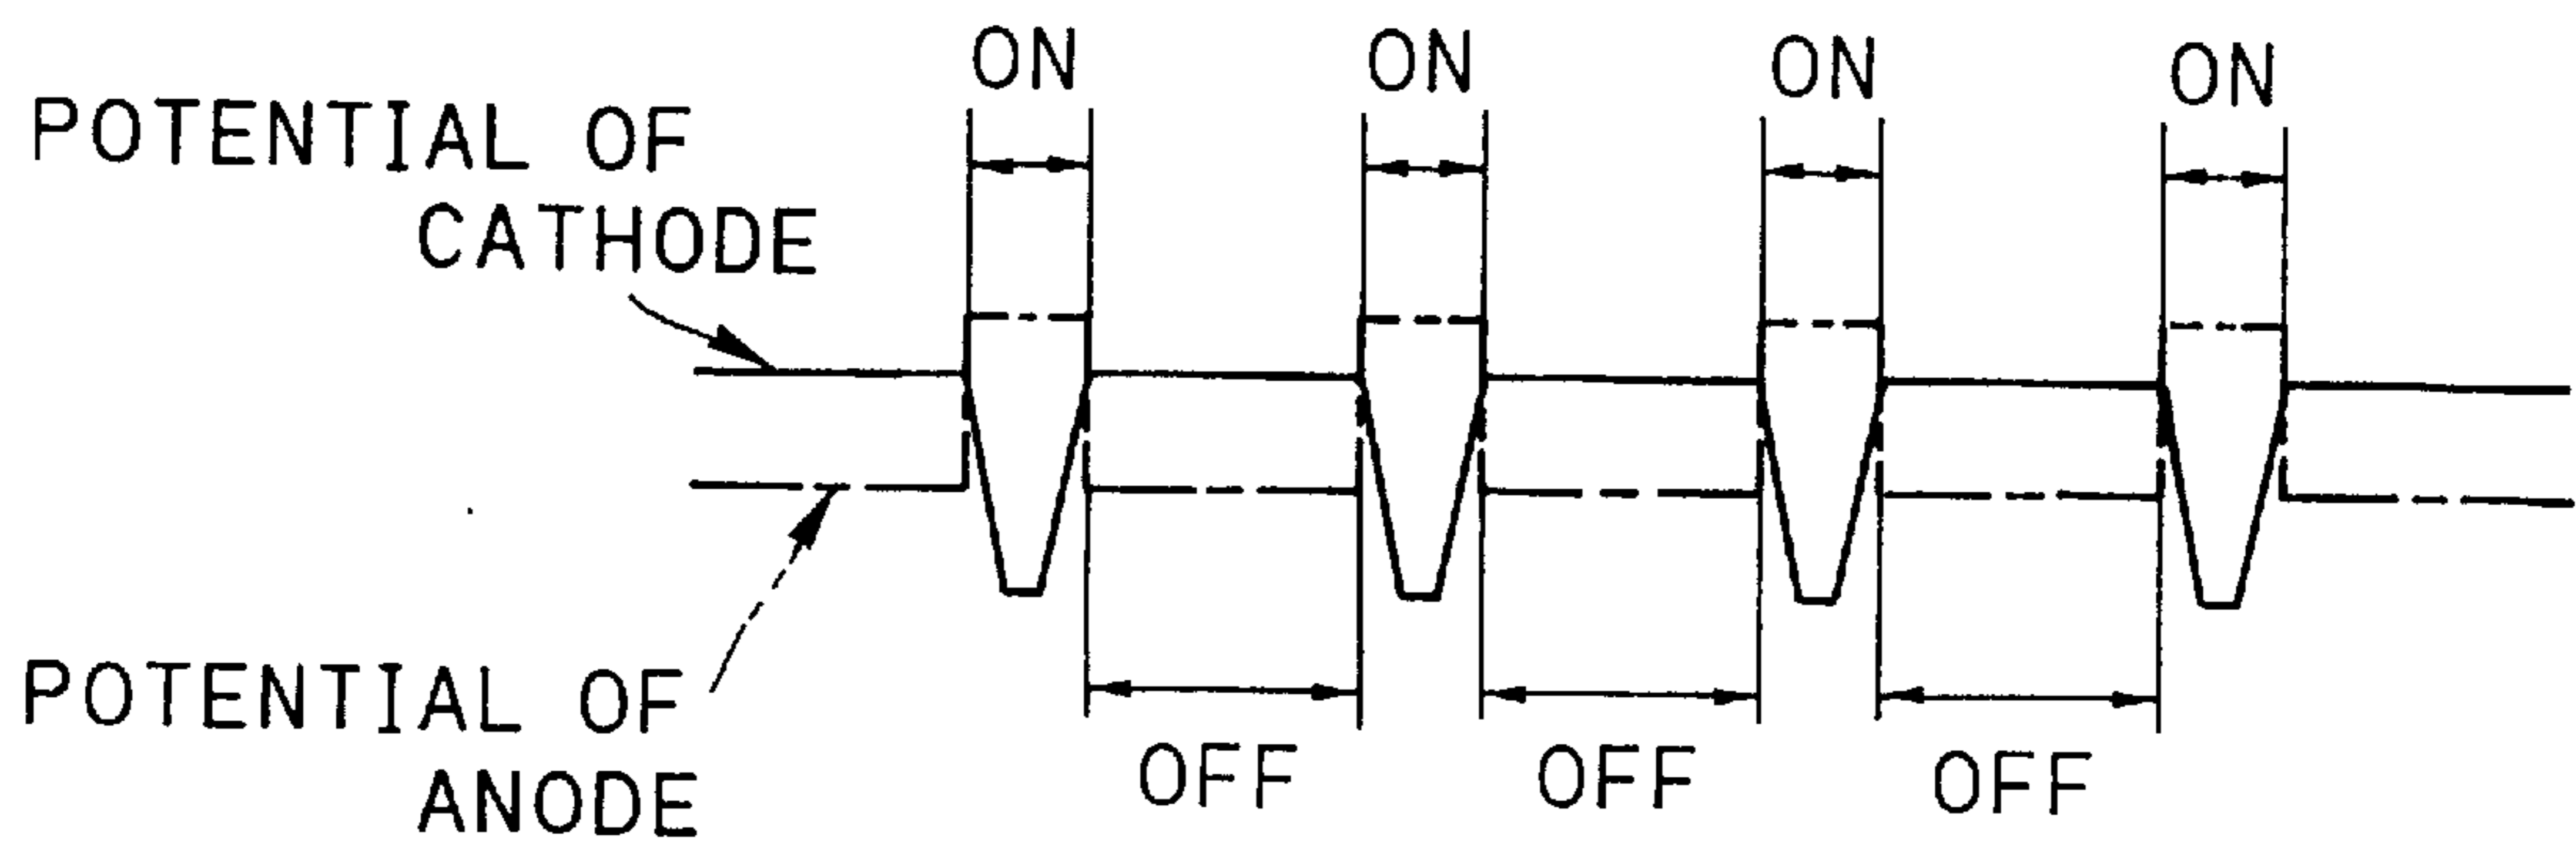 ON ON ON ON
POTENTIAL OF
CATHODE
POTENTIAL OF
ANODE
OFF OFF OFF